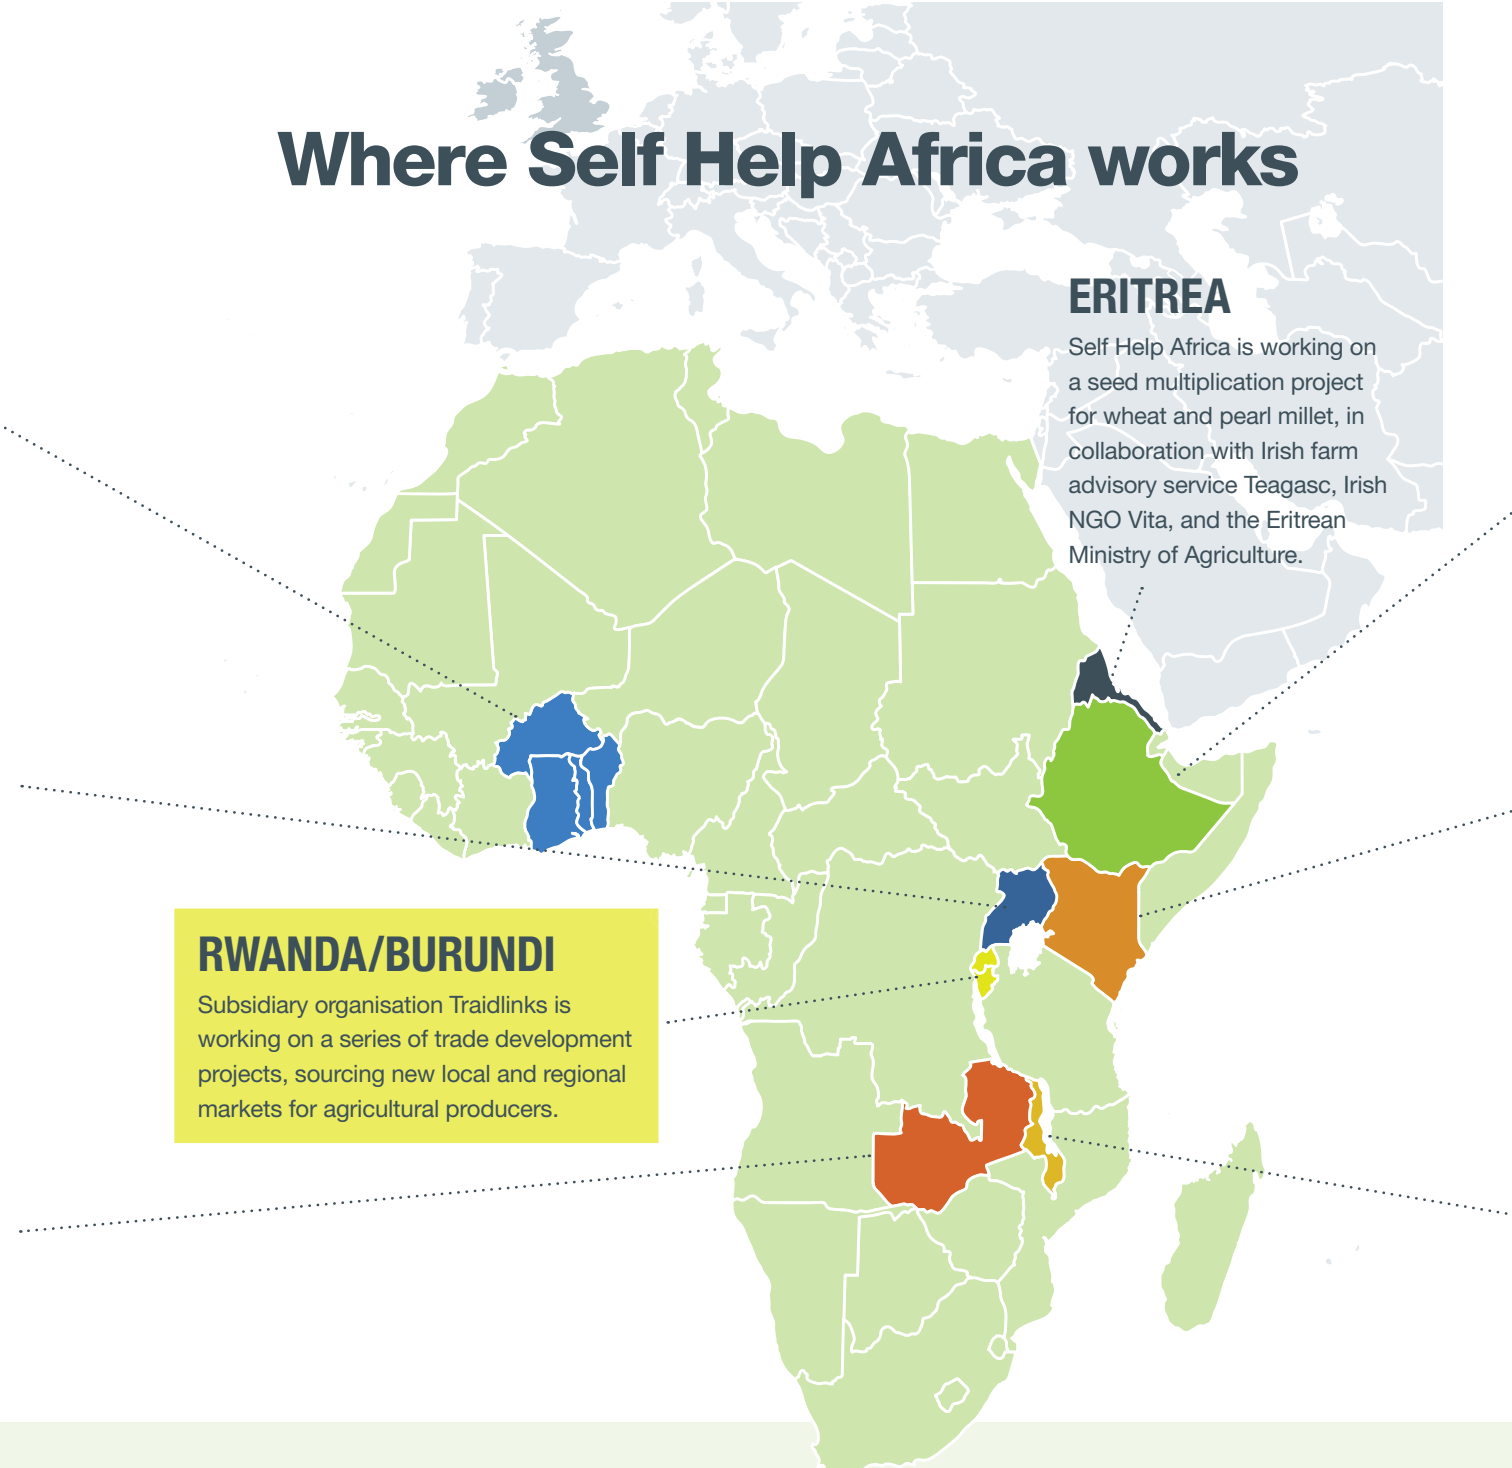 Where Self Help Africa works
ERITREA
Self Help Africa is working on
a seed multiplication project
for wheat and pearl millet, in
collaboration with Irish farm
advisory service Teagasc, Irish
NGO Vita, and the Eritrean
Ministry of Agriculture.
RWANDA/BURUNDI
Subsidiary organisation Traidlinks is
working on a series of trade development
projects, sourcing new local and regional
markets for agricultural producers.